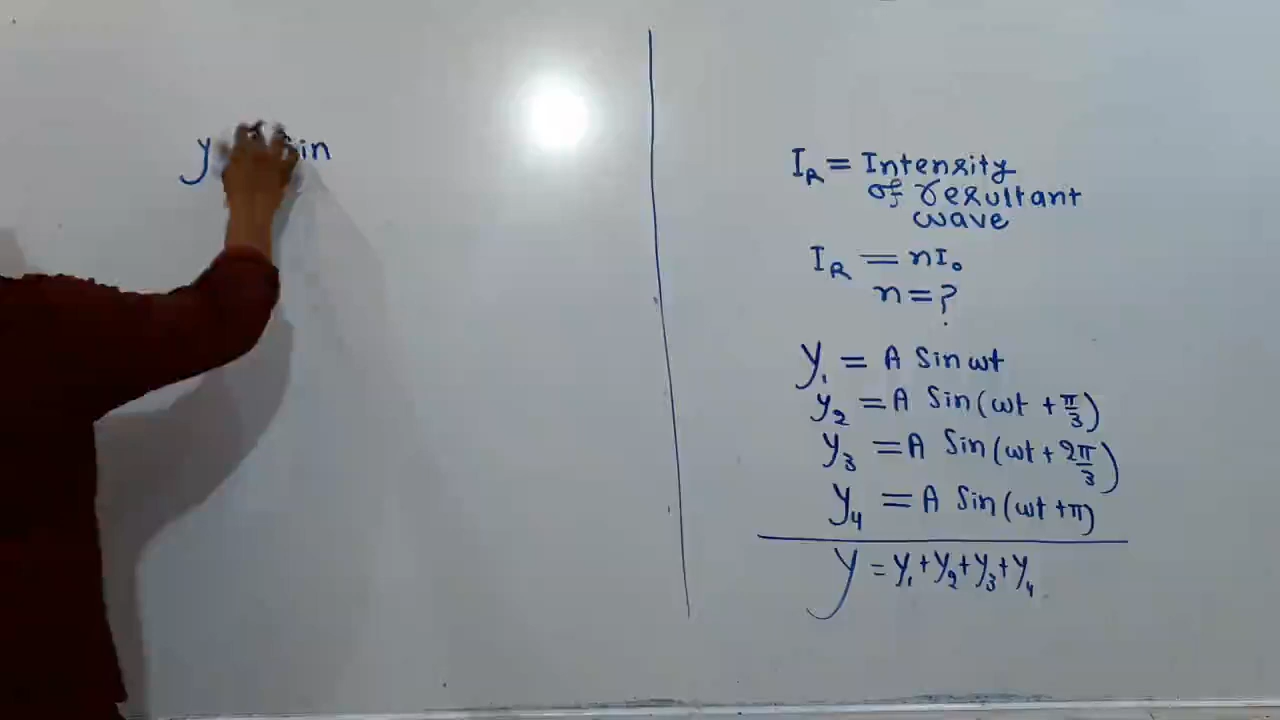 y in
I_R = Intensity
of resultant
wave
I_R = nI₀
n = ?
y₁ = A Sin ωt
y₂ = A Sin(ωt + π/3)
y₃ = A Sin(ωt + 2π/3)
y₄ = A Sin(ωt + π)
y = y₁ + y₂ + y₃ + y₄